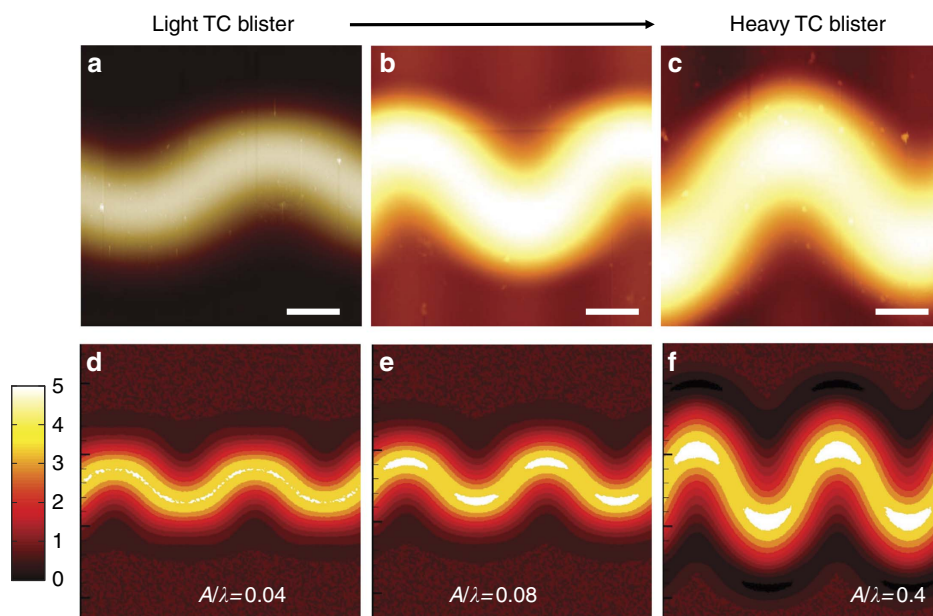 Light TC blister
Heavy TC blister
a
b
c
d
e
f
5
4
3
2
1
0
A/λ=0.04
A/λ=0.08
A/λ=0.4